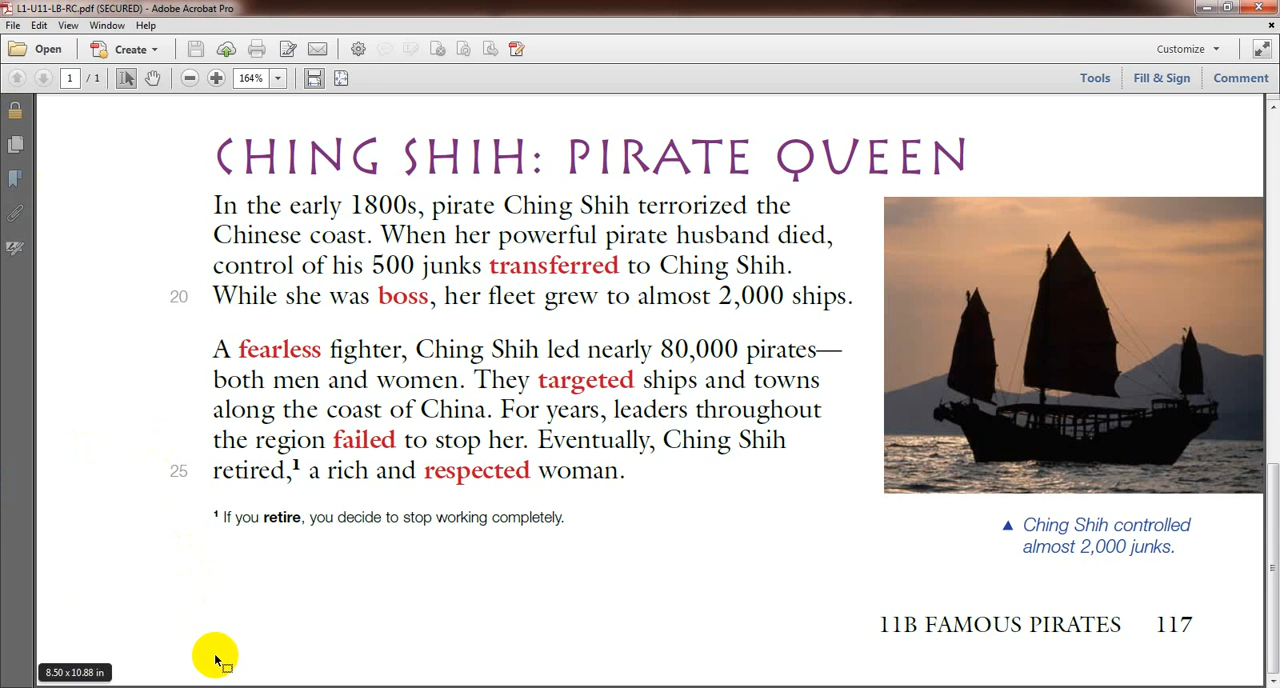 L1-U11-LB-RC.pdf (SECURED) - Adobe Acrobat Pro
File Edit View Window Help
Open Create Customize
1 / 1 164% Tools Fill & Sign Comment
CHING SHIH: PIRATE QUEEN
In the early 1800s, pirate Ching Shih terrorized the
Chinese coast. When her powerful pirate husband died,
control of his 500 junks transferred to Ching Shih.
20 While she was boss, her fleet grew to almost 2,000 ships.
A fearless fighter, Ching Shih led nearly 80,000 pirates—
both men and women. They targeted ships and towns
along the coast of China. For years, leaders throughout
the region failed to stop her. Eventually, Ching Shih
25 retired,¹ a rich and respected woman.
¹ If you retire, you decide to stop working completely.
▲ Ching Shih controlled
almost 2,000 junks.
11B FAMOUS PIRATES 117
8.50 x 10.88 in